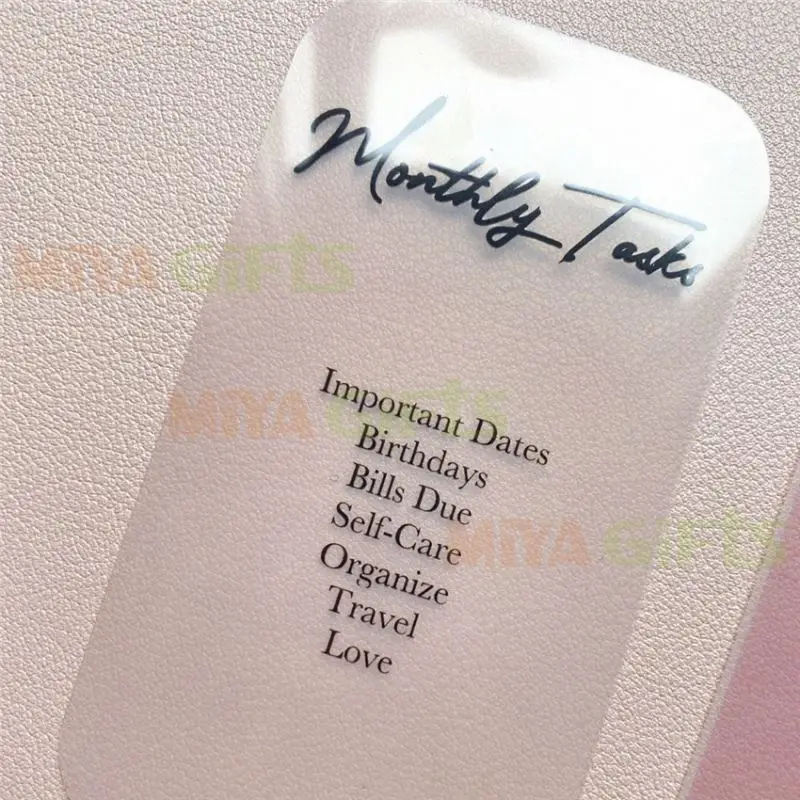 Monthly Tasks
MiYA GiFtS
Important Dates
MiYA GiFtS
Birthdays
Bills Due
Self-Care
MiYA GiFtS
Organize
Travel
Love